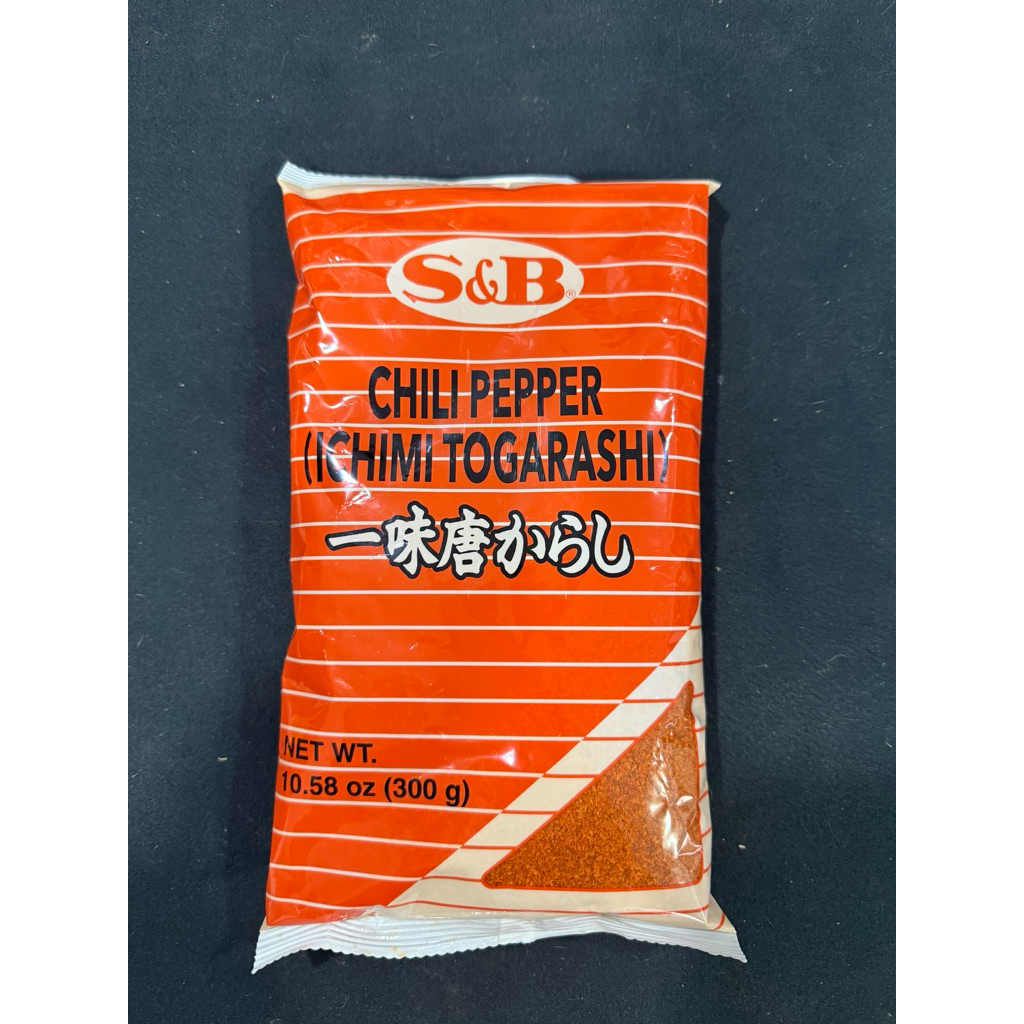 S&B®
CHILI PEPPER
(ICHIMI TOGARASHI)
一味唐からし
NET WT.
10.58 oz (300 g)